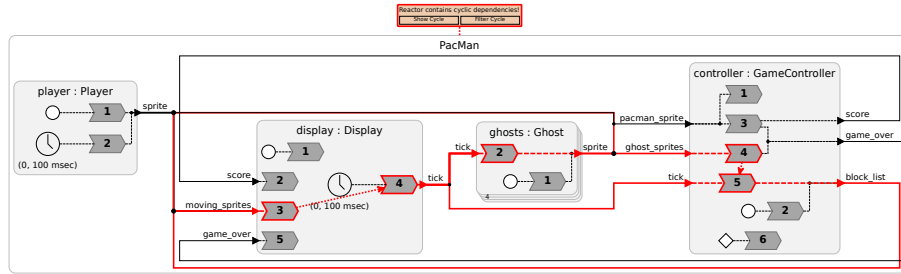 Reactor contains cyclic dependencies!
Show Cycle
Filter Cycle
PacMan
player : Player
1
2
(0, 100 msec)
sprite
display : Display
1
score
2
4
tick
moving_sprites
3
(0, 100 msec)
game_over
5
ghosts : Ghost
tick
2
sprite
1
4
controller : GameController
1
pacman_sprite
3
score
game_over
ghost_sprites
4
tick
5
block_list
2
6